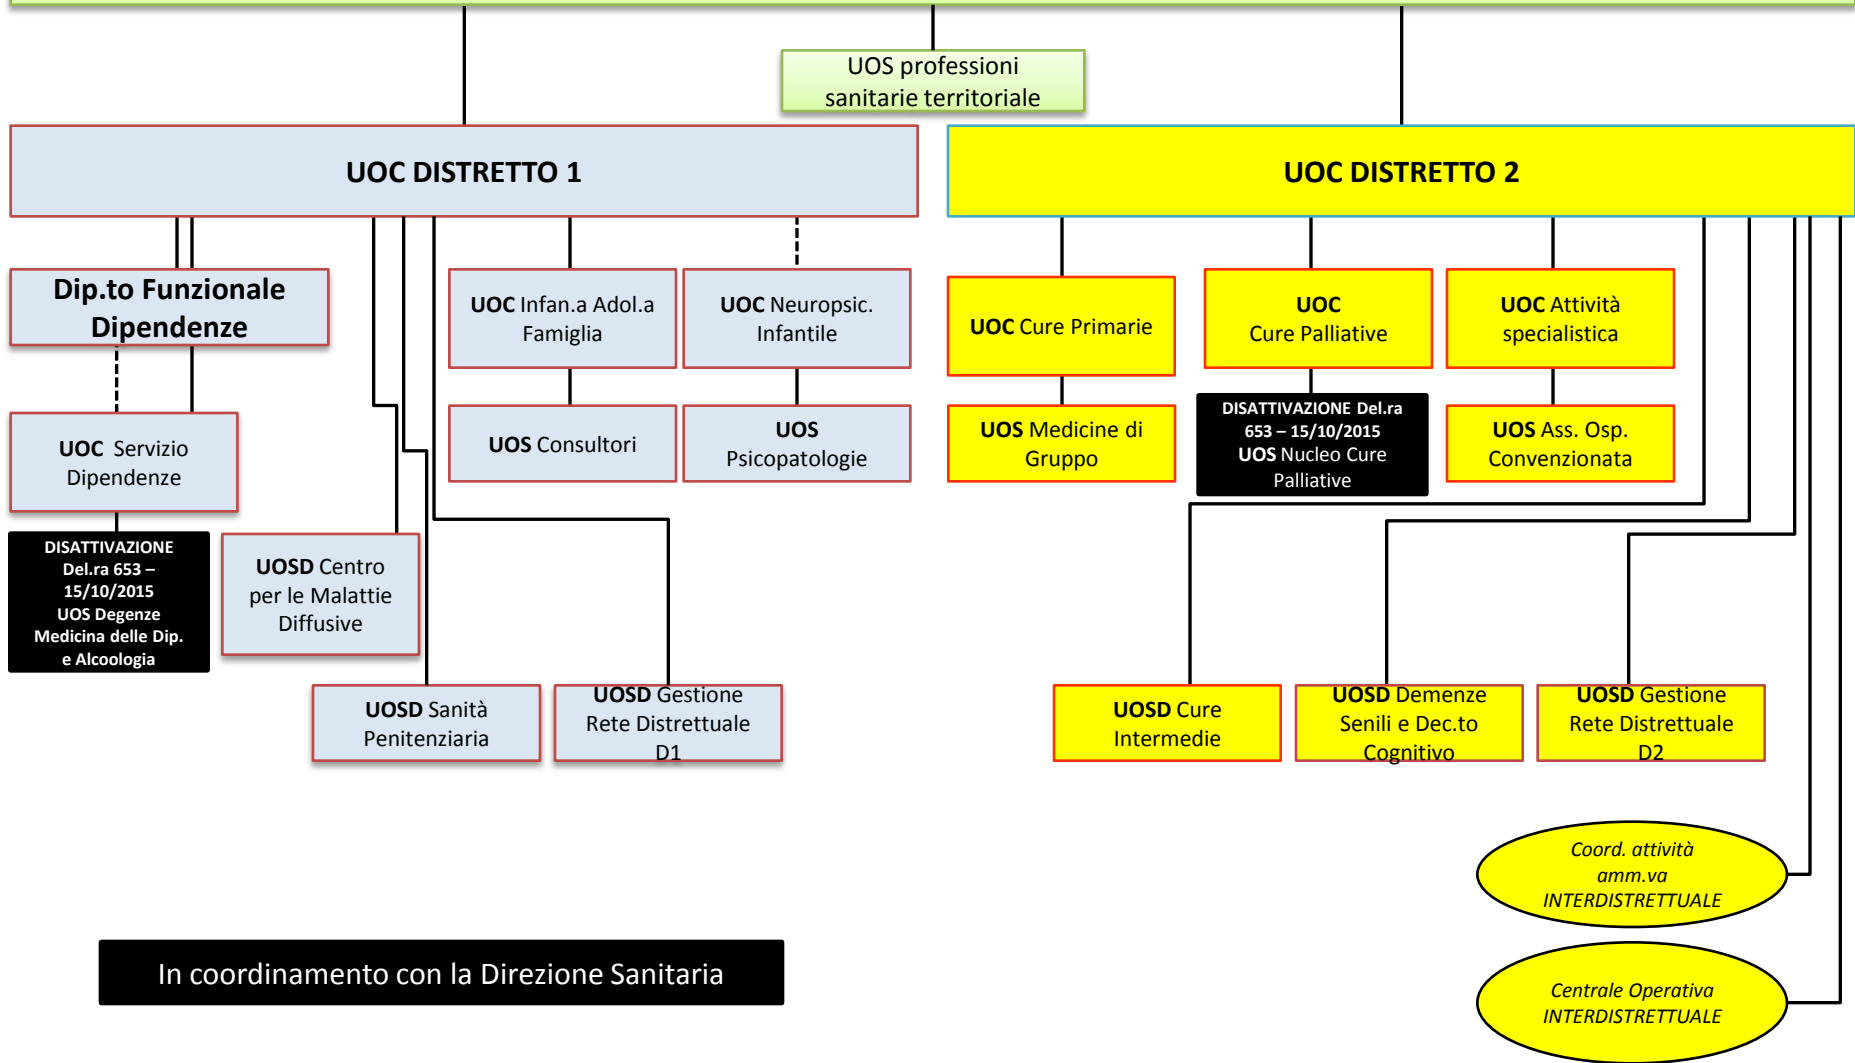 UOS professioni
sanitarie territoriale
UOC DISTRETTO 1
UOC DISTRETTO 2
Dip.to Funzionale
Dipendenze
UOC Infan.a Adol.a
Famiglia
UOC Neuropsic.
Infantile
UOC Cure Primarie
UOC
Cure Palliative
UOC Attività
specialistica
UOC Servizio
Dipendenze
UOS Consultori
UOS
Psicopatologie
UOS Medicine di
Gruppo
DISATTIVAZIONE Del.ra
653 – 15/10/2015
UOS Nucleo Cure
Palliative
UOS Ass. Osp.
Convenzionata
DISATTIVAZIONE
Del.ra 653 –
15/10/2015
UOS Degenze
Medicina delle Dip.
e Alcoologia
UOSD Centro
per le Malattie
Diffusive
UOSD Sanità
Penitenziaria
UOSD Gestione
Rete Distrettuale
D1
UOSD Cure
Intermedie
UOSD Demenze
Senili e Dec.to
Cognitivo
UOSD Gestione
Rete Distrettuale
D2
Coord. attività
amm.va
INTERDISTRETTUALE
In coordinamento con la Direzione Sanitaria
Centrale Operativa
INTERDISTRETTUALE